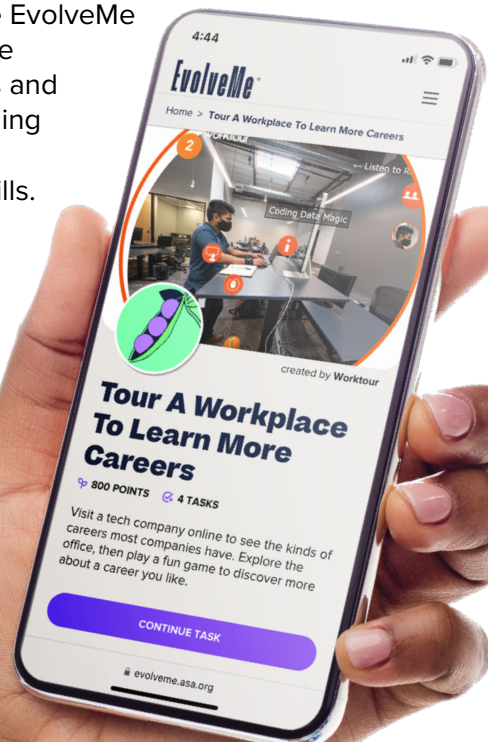 EvolveMe
e
s and
ing
ills.
4:44
EvolveMe
Home > Tour A Workplace To Learn More Careers
2
Worktour
← Listen to R
Coding Data Magic
created by Worktour
Tour A Workplace
To Learn More
Careers
800 POINTS 4 TASKS
Visit a tech company online to see the kinds of
careers most companies have. Explore the
office, then play a fun game to discover more
about a career you like.
CONTINUE TASK
evolveme.asa.org